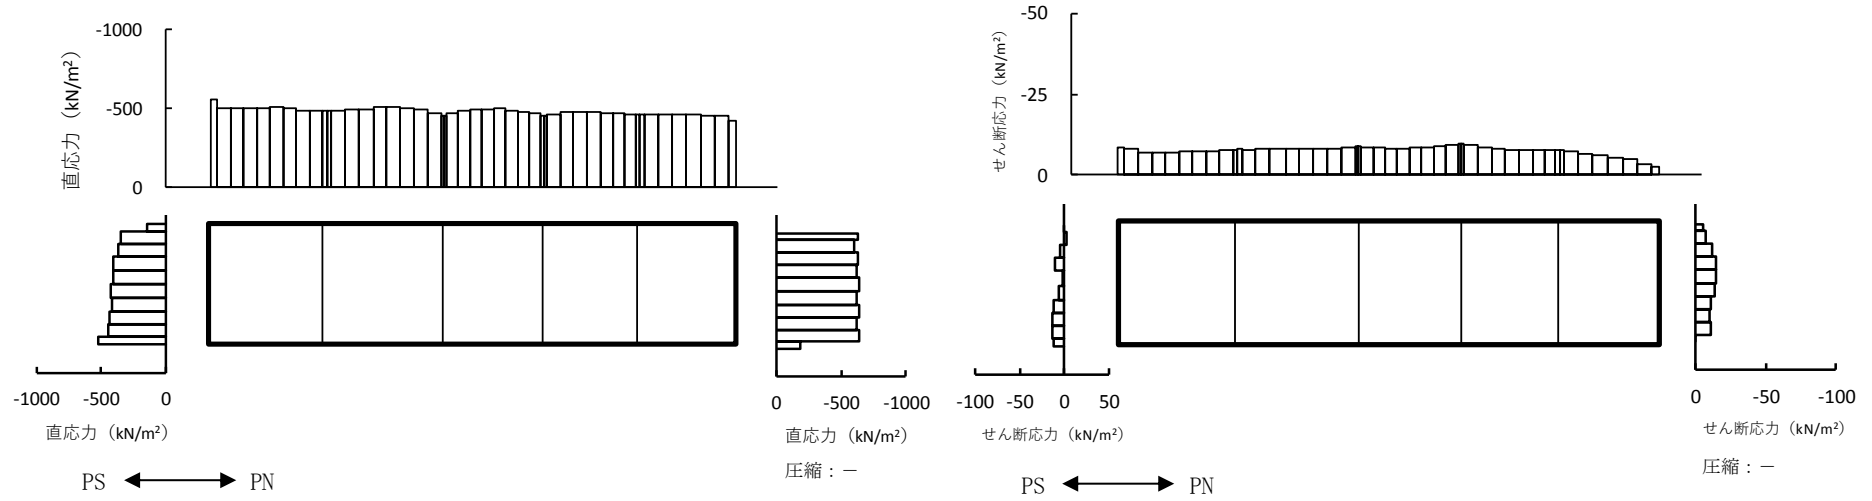 -1000
-500
0
直応力（kN/m²）
-1000 -500 0
直応力（kN/m²）
0 -500 -1000
直応力（kN/m²）
圧縮：－
PS PN
-50
-25
0
せん断応力（kN/m²）
-100 -50 0 50
せん断応力（kN/m²）
0 -50 -100
せん断応力（kN/m²）
圧縮：－
PS PN